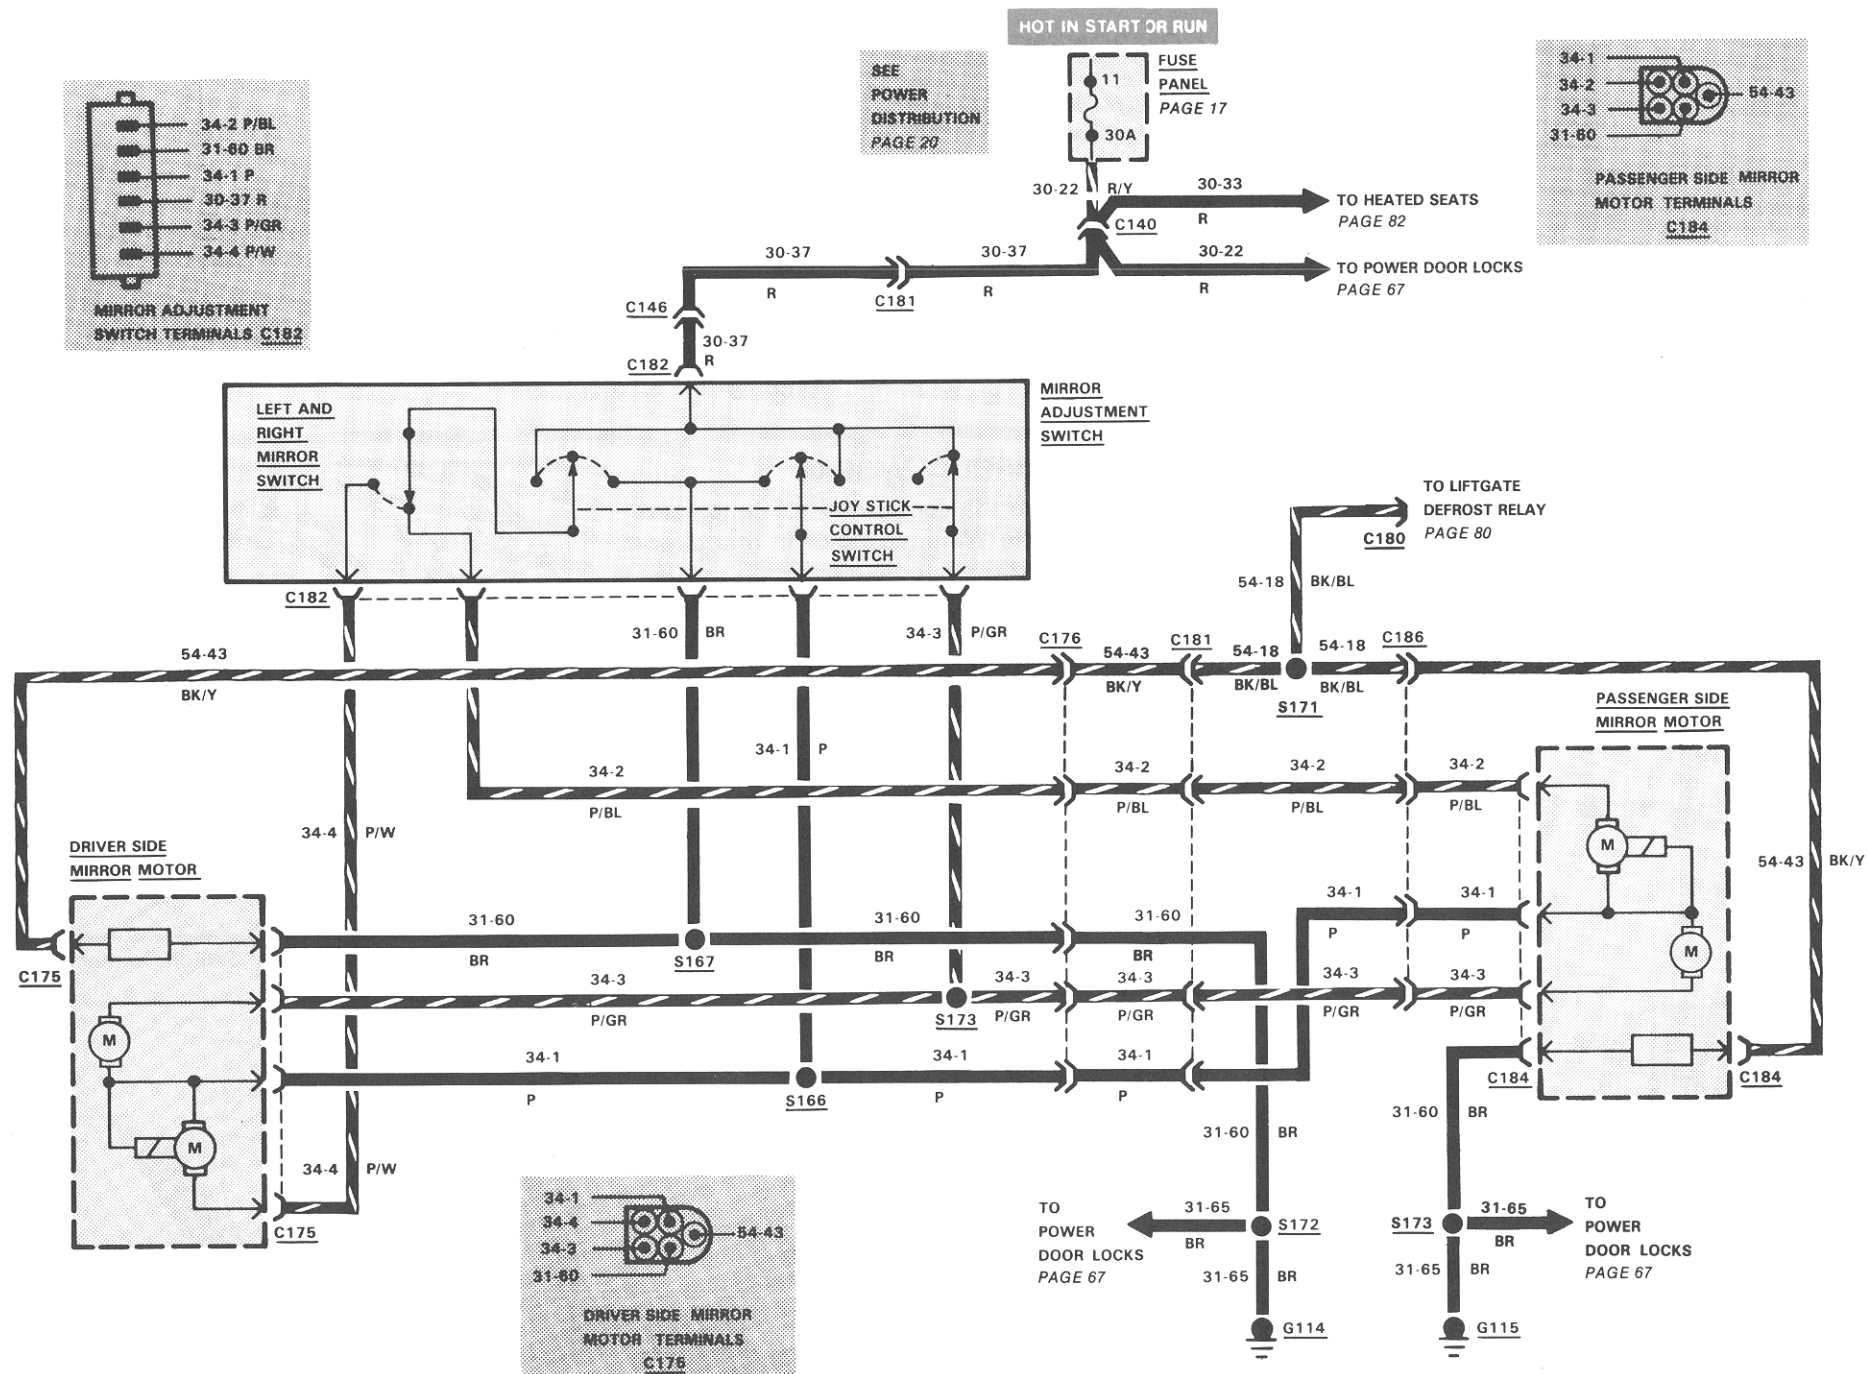 HOT IN START OR RUN
SEE
POWER
DISTRIBUTION
PAGE 20
11
30A
FUSE
PANEL
PAGE 17
34-1
34-2
34-3
31-60
54-43
PASSENGER SIDE MIRROR
MOTOR TERMINALS
C184
34-2 P/BL
31-60 BR
34-1 P
30-37 R
34-3 P/GR
34-4 P/W
MIRROR ADJUSTMENT
SWITCH TERMINALS C182
30-22
R/Y
30-33
R
TO HEATED SEATS
PAGE 82
C140
30-37
R
C181
30-37
R
30-22
R
TO POWER DOOR LOCKS
PAGE 67
C146
30-37
R
C182
MIRROR
ADJUSTMENT
SWITCH
LEFT AND
RIGHT
MIRROR
SWITCH
JOY STICK
CONTROL
SWITCH
TO LIFTGATE
DEFROST RELAY
PAGE 80
C180
54-18
BK/BL
C182
31-60
BR
34-3
P/GR
C176
C181
C186
54-43
BK/Y
54-43
BK/Y
54-18
BK/BL
54-18
BK/BL
S171
PASSENGER SIDE
MIRROR MOTOR
34-1
P
34-2
P/BL
34-2
P/BL
34-2
P/BL
34-2
P/BL
34-4
P/W
DRIVER SIDE
MIRROR MOTOR
M
M
54-43
BK/Y
34-1
P
34-1
P
31-60
BR
S167
31-60
BR
31-60
BR
C175
34-3
P/GR
S173
34-3
P/GR
34-3
P/GR
34-3
P/GR
34-3
P/GR
M
M
34-1
P
S166
34-1
P
34-1
P
C184
C184
31-60
BR
31-60
BR
34-4
P/W
C175
34-1
34-4
34-3
31-60
54-43
DRIVER SIDE MIRROR
MOTOR TERMINALS
C175
TO
POWER
DOOR LOCKS
PAGE 67
31-65
BR
S172
31-65
BR
G114
S173
31-65
BR
TO
POWER
DOOR LOCKS
PAGE 67
31-65
BR
G115